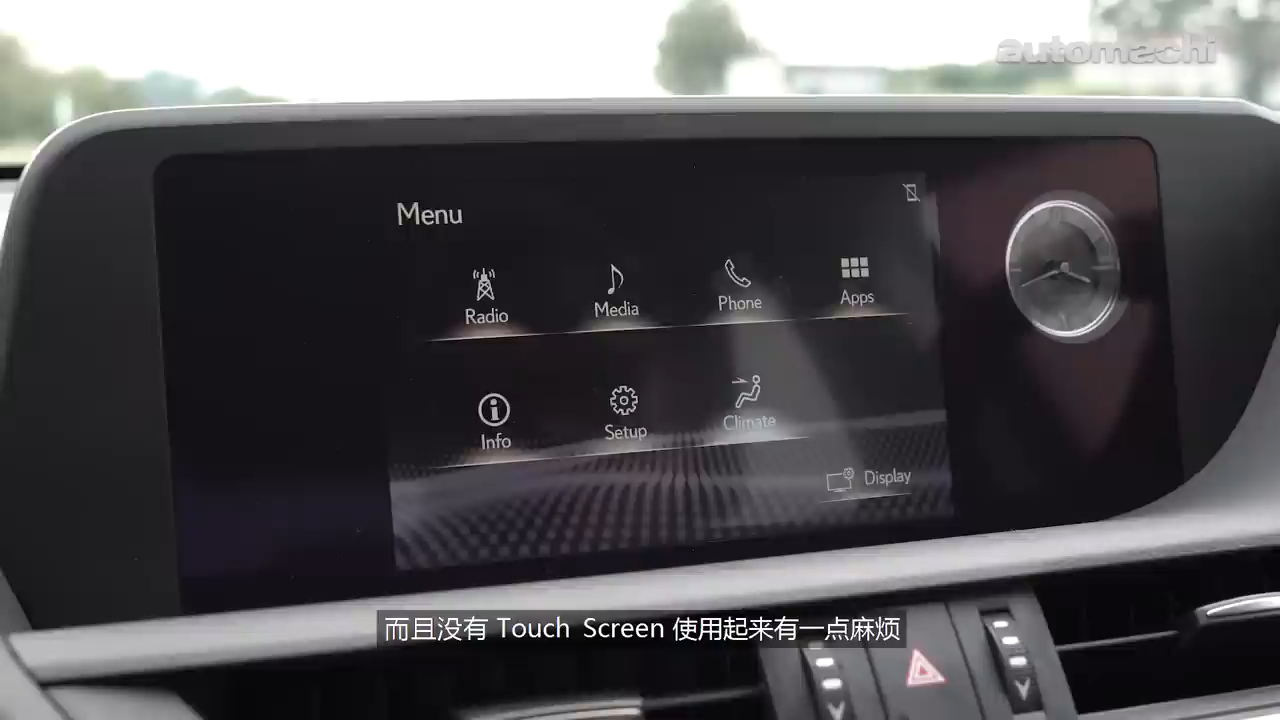 automachi
Menu
Radio
Media
Phone
Apps
Info
Setup
Climate
Display
而且没有 Touch Screen 使用起来有一点麻烦